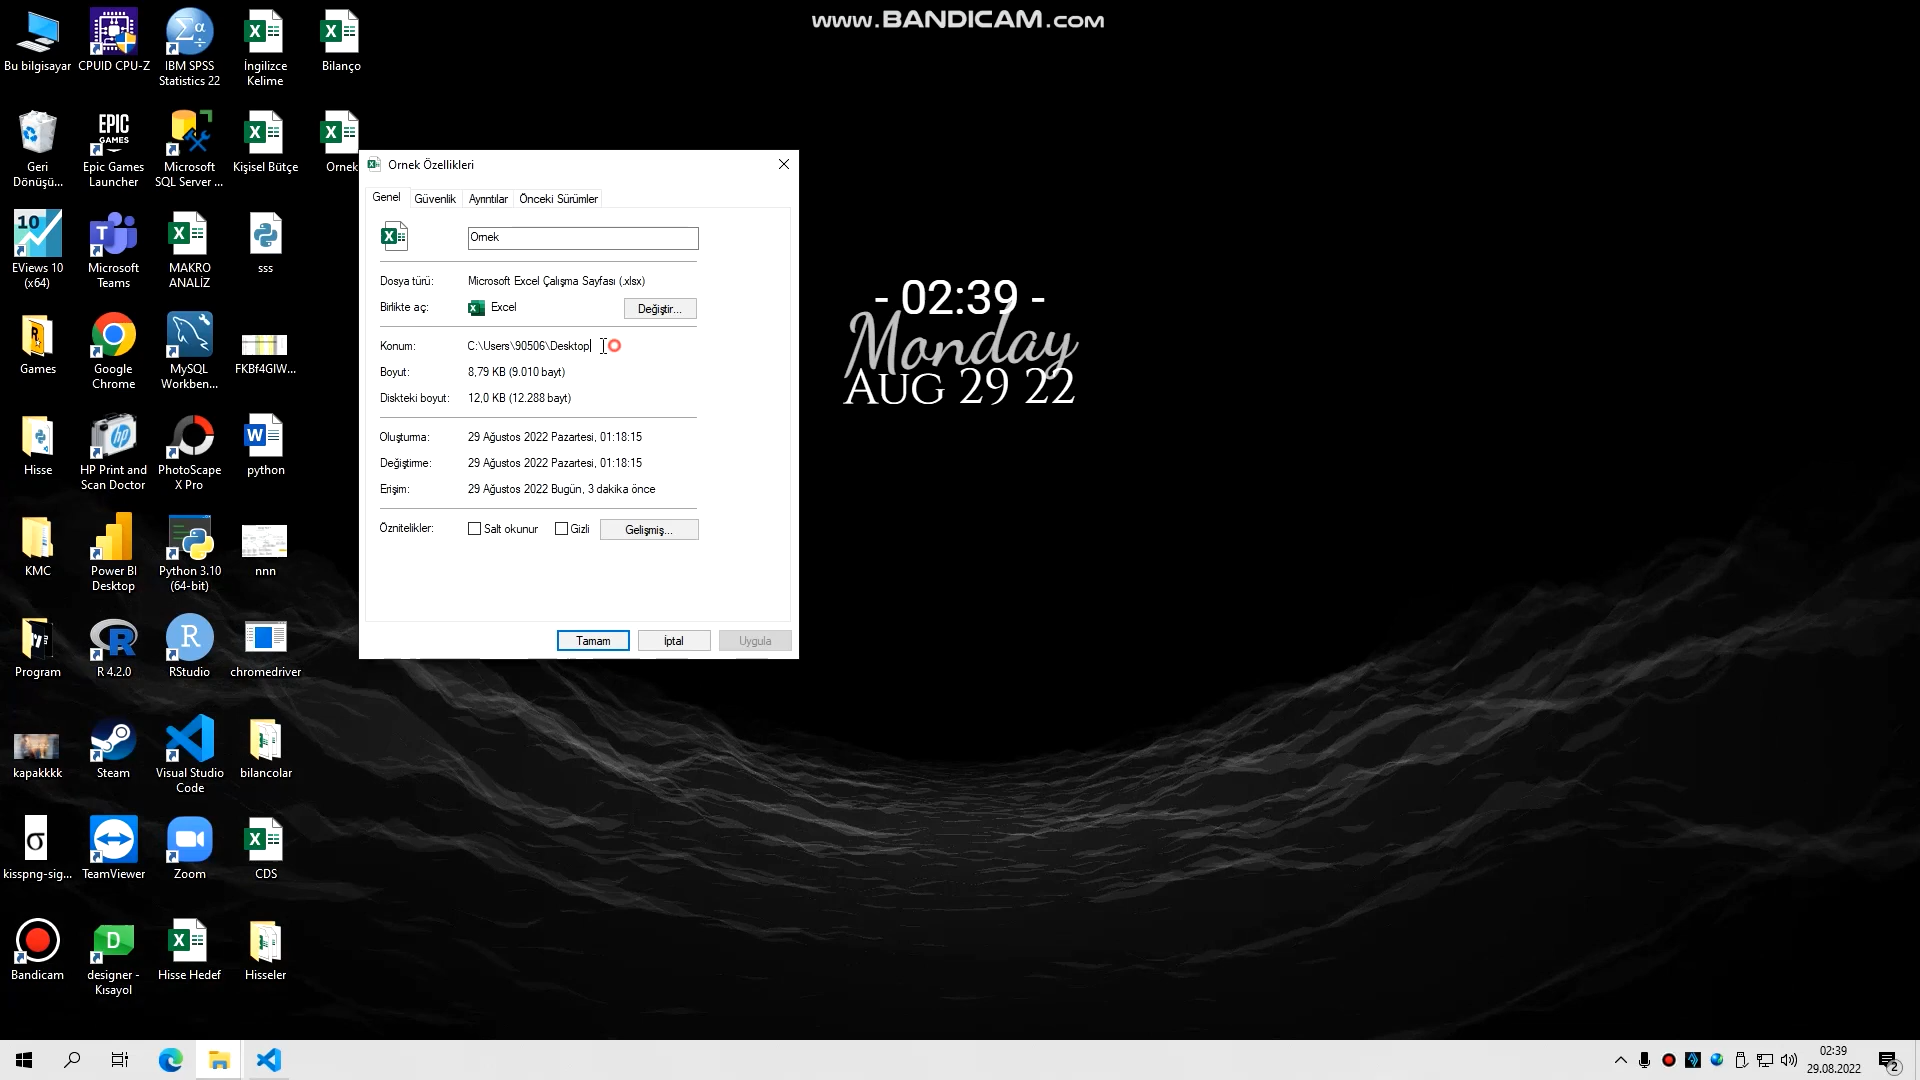 www.BANDICAM.com
Bu bilgisayar
CPUID CPU-Z
IBM SPSS
Statistics 22
İngilizce
Kelime
Bilanço
Geri
Dönüşü...
EPIC
GAMES
Epic Games
Launcher
Microsoft
SQL Server ...
Kişisel Bütçe
Ornek
10
EViews 10
(x64)
Microsoft
Teams
MAKRO
ANALİZ
sss
Games
Google
Chrome
MySQL
Workben...
FKBf4GIW...
Hisse
HP Print and
Scan Doctor
PhotoScape
X Pro
python
KMC
Power BI
Desktop
Python 3.10
(64-bit)
nnn
Program
R 4.2.0
RStudio
chromedriver
kapakkkk
Steam
Visual Studio
Code
bilancolar
kisspng-sig...
TeamViewer
Zoom
CDS
Bandicam
designer -
Kısayol
Hisse Hedef
Hisseler
Ornek Özellikleri
Genel
Güvenlik
Ayrıntılar
Önceki Sürümler
Ornek
Dosya türü: Microsoft Excel Çalışma Sayfası (.xlsx)
Birlikte aç: Excel Değiştir...
Konum: C:\Users\90506\Desktop
Boyut: 8,79 KB (9.010 bayt)
Diskteki boyut: 12,0 KB (12.288 bayt)
Oluşturma: 29 Ağustos 2022 Pazartesi, 01:18:15
Değiştirme: 29 Ağustos 2022 Pazartesi, 01:18:15
Erişim: 29 Ağustos 2022 Bugün, 3 dakika önce
Öznitelikler: Salt okunur Gizli Gelişmiş...
Tamam İptal Uygula
- 02:39 -
Monday
Aug 29 22
02:39
29.08.2022
2